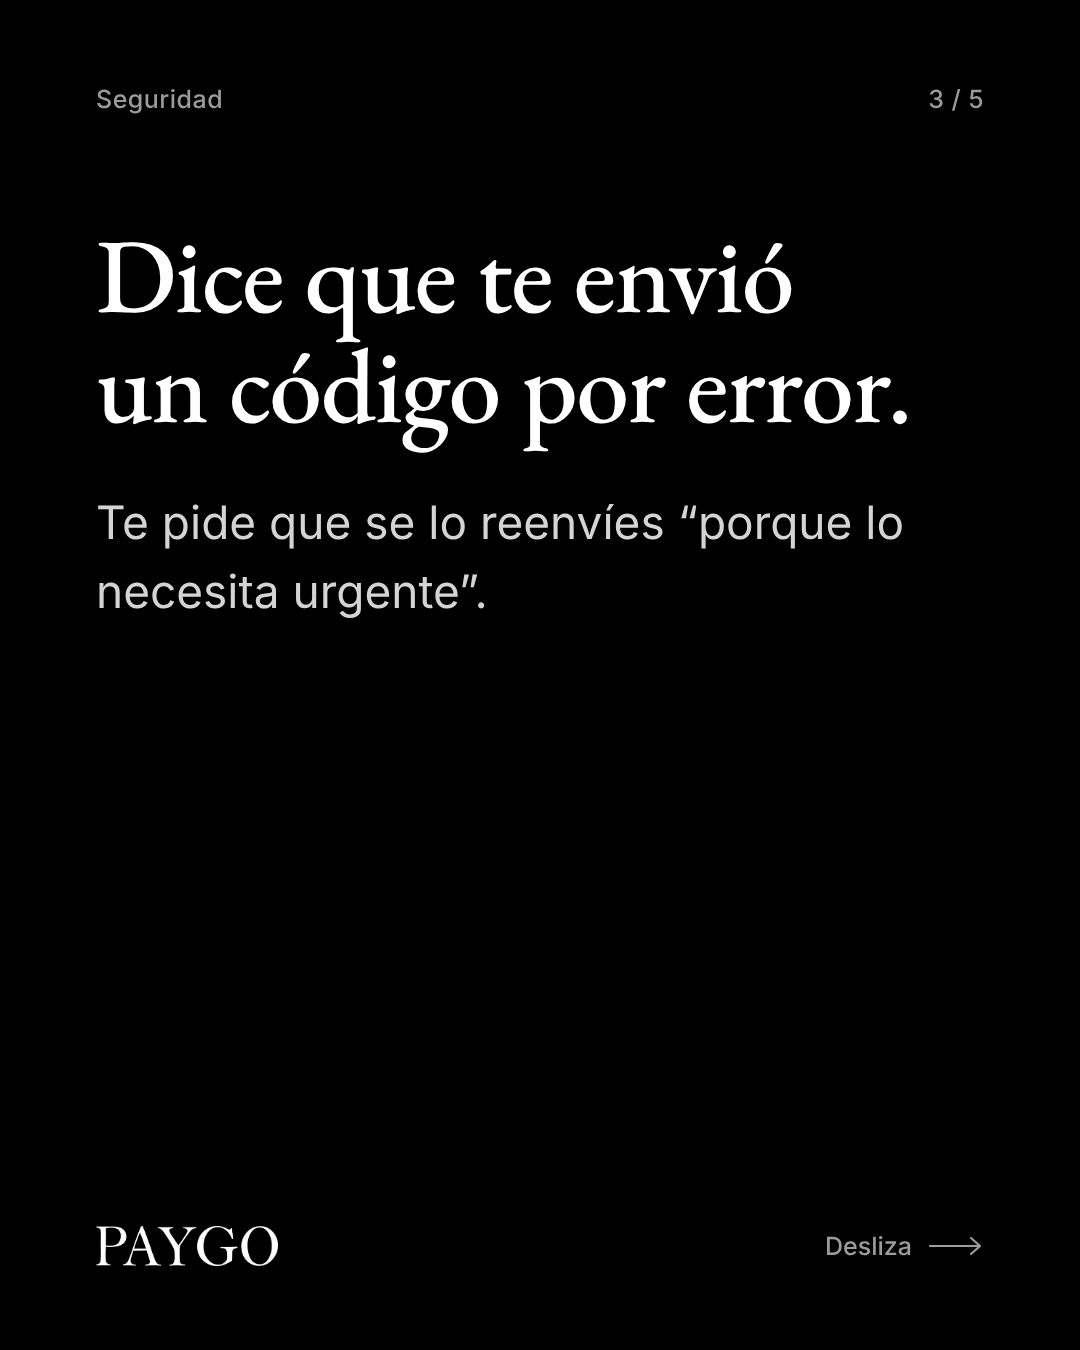 Seguridad
3 / 5
Dice que te envió
un código por error.
Te pide que se lo reenvíes “porque lo
necesita urgente”.
PAYGO
Desliza